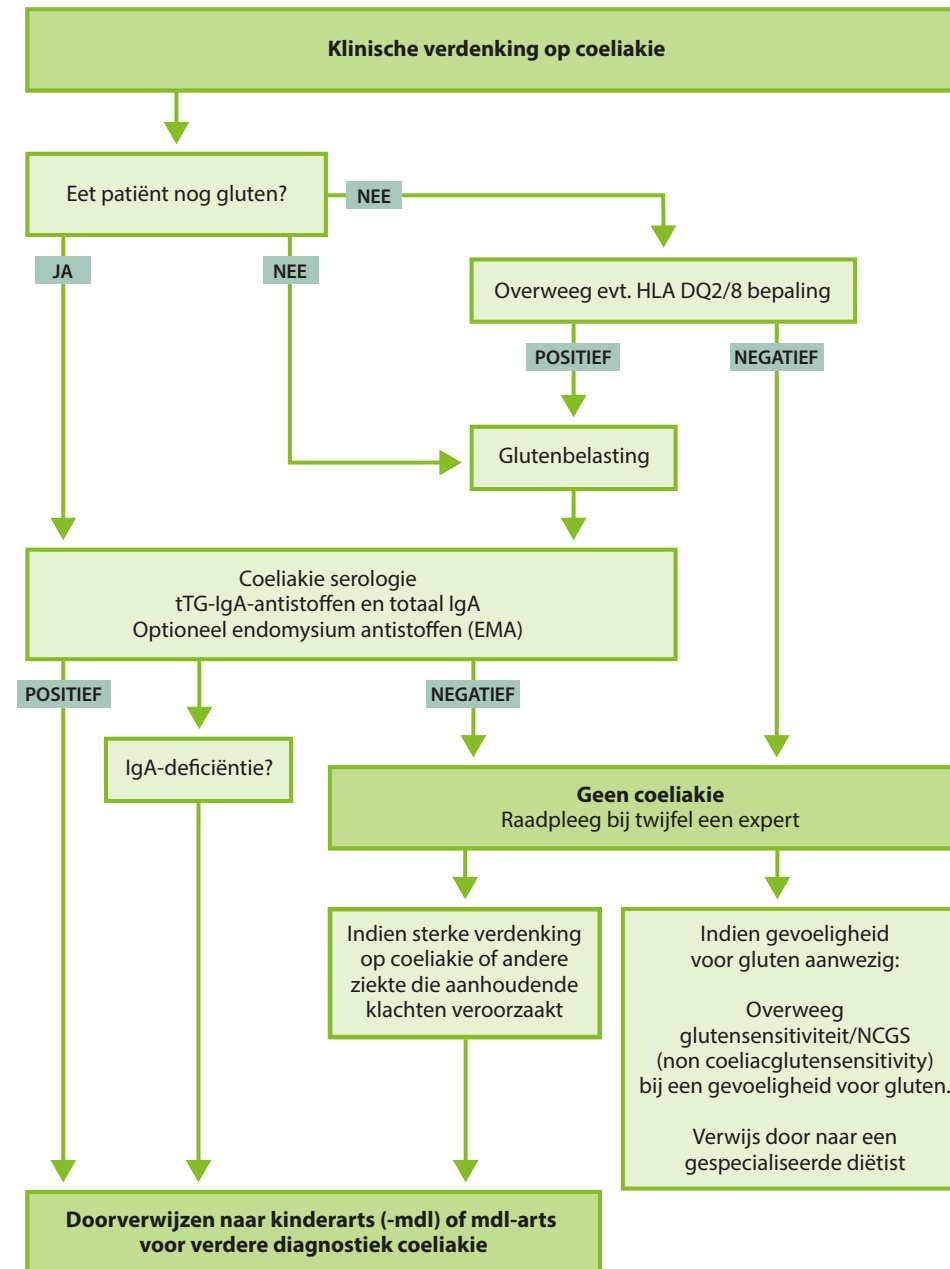 Klinische verdenking op coeliakie
Eet patiënt nog gluten?
NEE
JA
NEE
Overweeg evt. HLA DQ2/8 bepaling
POSITIEF
NEGATIEF
Glutenbelasting
Coeliakie serologie
tTG-IgA-antistoffen en totaal IgA
Optioneel endomysium antistoffen (EMA)
POSITIEF
NEGATIEF
IgA-deficiëntie?
Geen coeliakie
Raadpleeg bij twijfel een expert
Indien sterke verdenking
op coeliakie of andere
ziekte die aanhoudende
klachten veroorzaakt
Indien gevoeligheid
voor gluten aanwezig:
Overweeg
glutensensitiviteit/NCGS
(non coeliacglutensensitivity)
bij een gevoeligheid voor gluten.
Verwijs door naar een
gespecialiseerde diëtist
Doorverwijzen naar kinderarts (-mdl) of mdl-arts
voor verdere diagnostiek coeliakie